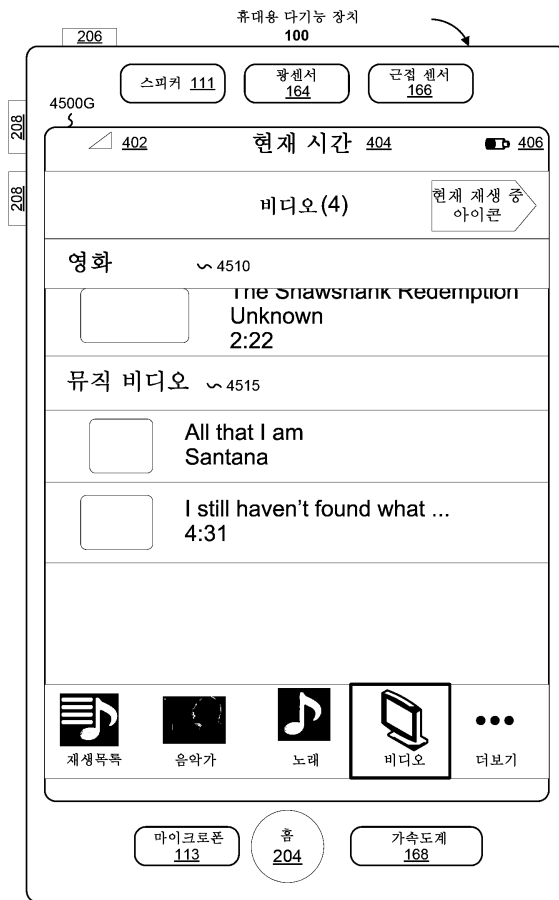 휴대용 다기능 장치
100
206
스피커 111
광센서
164
근접 센서
166
4500G
208
208
402
현재 시간 404
406
비디오(4)
현재 재생 중
아이콘
영화 4510
The Shawshank Redemption
Unknown
2:22
뮤직 비디오 4515
All that I am
Santana
I still haven't found what ...
4:31
재생목록
음악가
노래
비디오
더보기
마이크로폰
113
홈
204
가속도계
168